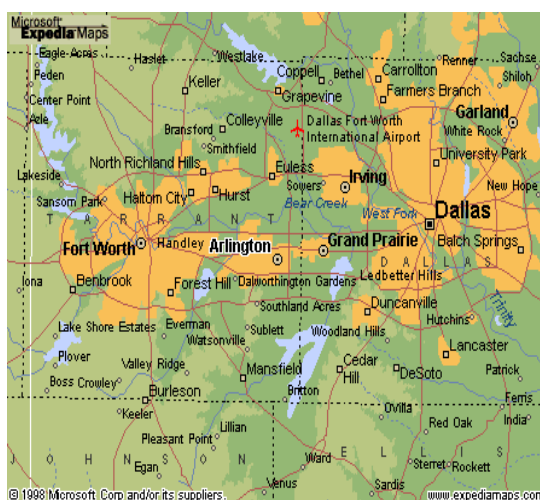 Microsoft
Expedia Maps
Eagle Acres
Haslet
Westlake
Renner
Sachse
Peden
Coppell
Bethel
Carrollton
Shiloh
Keller
Center Point
Grapevine
Farmers Branch
Azle
Garland
Colleyville
Dallas Fort Worth
International Airport
Bransford
White Rock
Smithfield
University Park
North Richland Hills
Euless
Lakeside
Sowers
Irving
New Hope
Haltom City
Hurst
Sansom Park
Bear Creek
West Fork
Dallas
T A R R A N T
Fort Worth
Handley
Arlington
Grand Prairie
Balch Springs
D A L L A S
Ledbetter Hills
Iona
Benbrook
Forest Hill
Dalworthington Gardens
Southland Acres
Duncanville
Trinity
Hutchins
Lake Shore Estates
Everman
Sublett
Woodland Hills
Watsonville
Plover
Lancaster
Valley Ridge
Mansfield
Cedar
Hill
DeSoto
Patrick
Boss Crowley
Britton
Burleson
Ferris
Keeler
Ovilla
India
Lillian
Red Oak
Pleasant Point
J O H N S O N
E L L I S
Egan
Ward
Sterret
Rockett
Venus
Sardis
© 1998 Microsoft Corp and/or its suppliers.
www.expediamaps.com